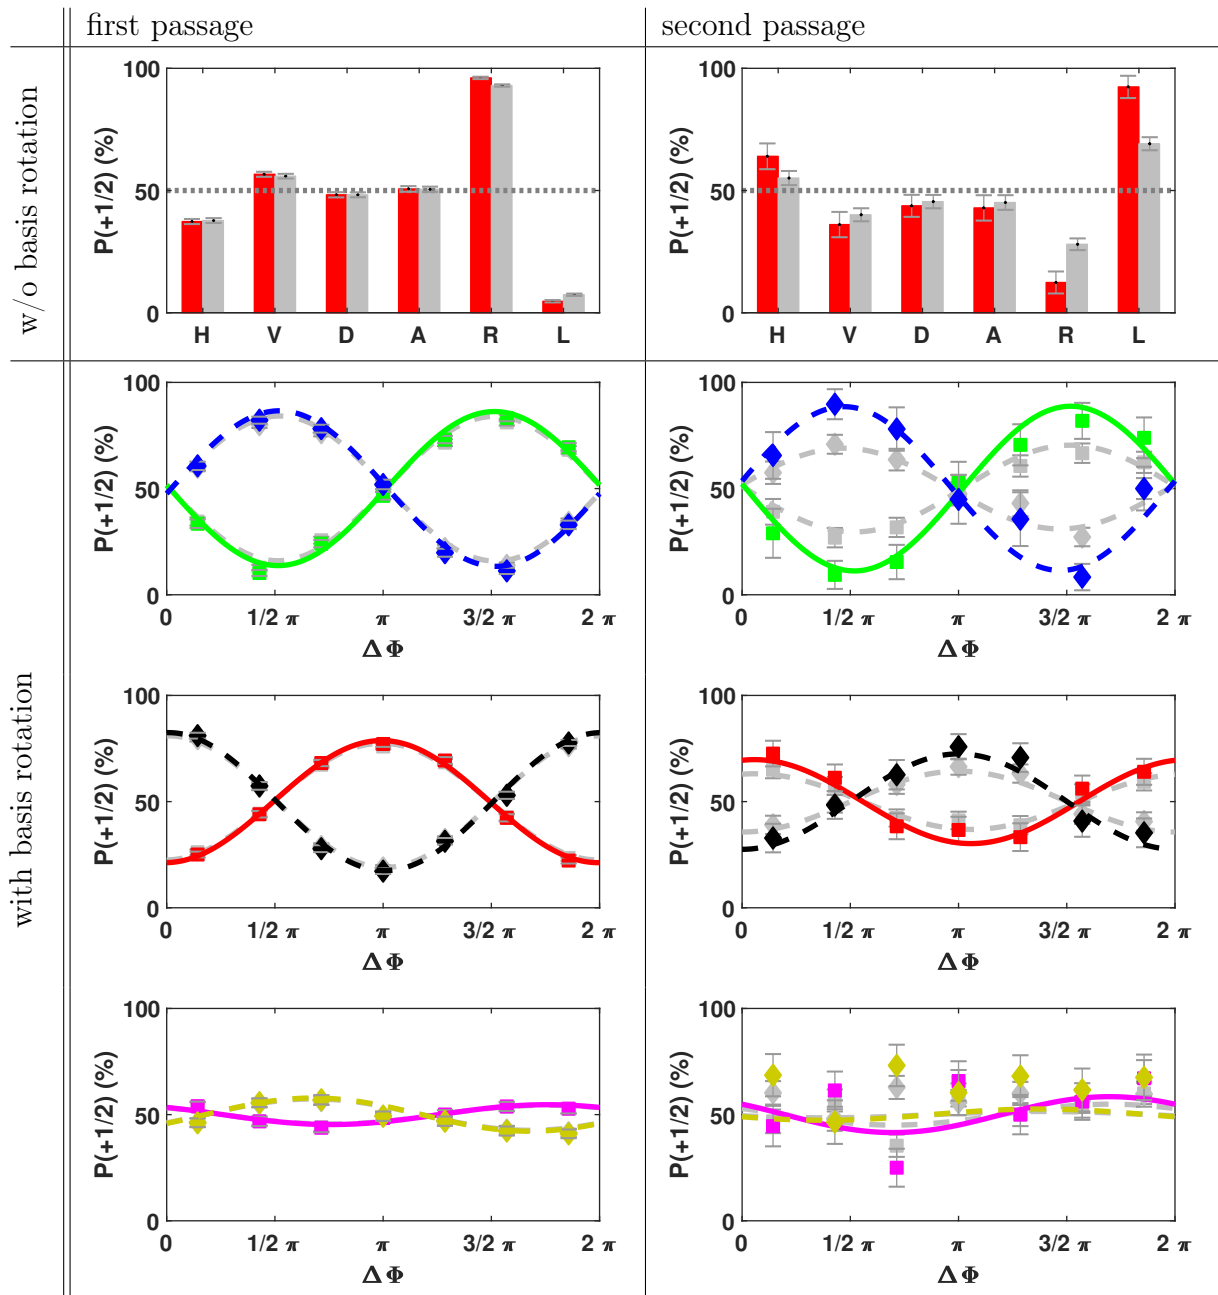 first passage
second passage
w/o basis rotation
P(+1/2) (%)
100
50
0
H V D A R L
P(+1/2) (%)
100
50
0
H V D A R L
with basis rotation
P(+1/2) (%)
100
50
0
0 1/2 π π 3/2 π 2 π
ΔΦ
P(+1/2) (%)
100
50
0
0 1/2 π π 3/2 π 2 π
ΔΦ
P(+1/2) (%)
100
50
0
0 1/2 π π 3/2 π 2 π
ΔΦ
P(+1/2) (%)
100
50
0
0 1/2 π π 3/2 π 2 π
ΔΦ
P(+1/2) (%)
100
50
0
0 1/2 π π 3/2 π 2 π
ΔΦ
P(+1/2) (%)
100
50
0
0 1/2 π π 3/2 π 2 π
ΔΦ